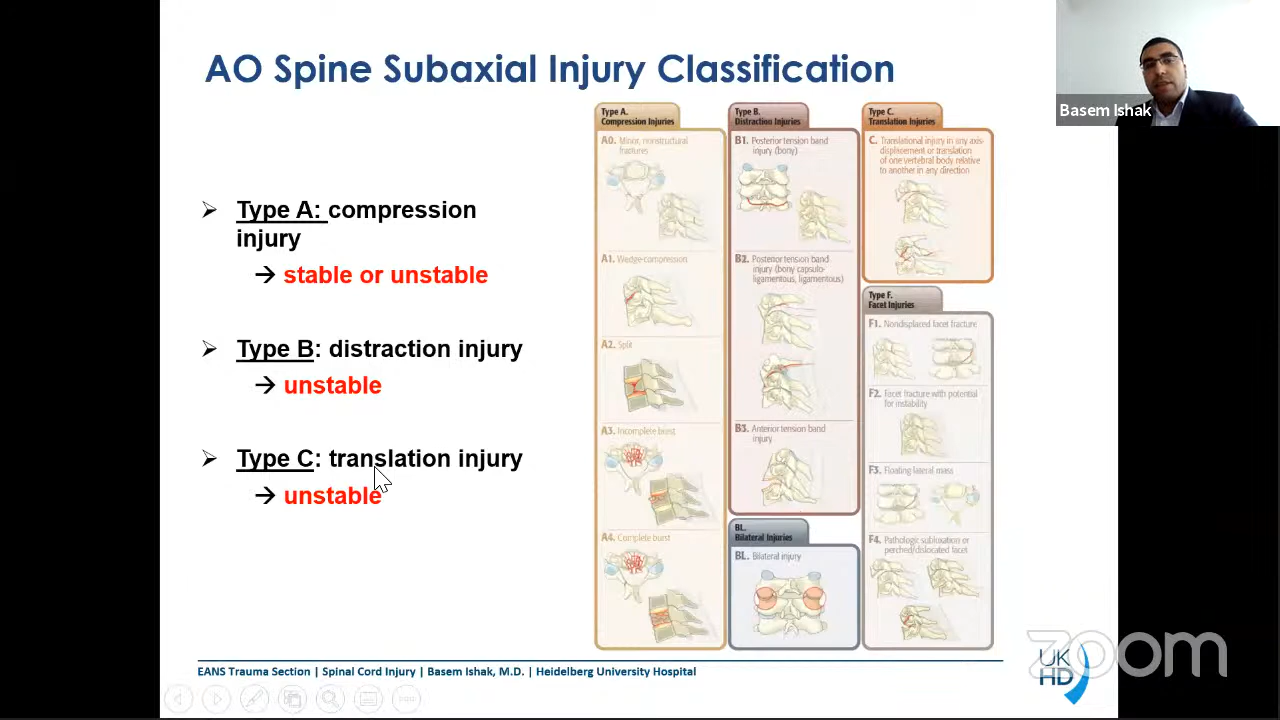 AO Spine Subaxial Injury Classification
Basem Ishak
Type A: compression
injury
→ stable or unstable
Type B: distraction injury
→ unstable
Type C: translation injury
→ unstable
Type A.
Compression Injuries
A0. Minor, nonstructural
fractures
A1. Wedge-compression
A2. Split
A3. Incomplete burst
A4. Complete burst
Type B.
Distraction Injuries
B1. Posterior tension band
injury (bony)
B2. Posterior tension band
injury (bony capsulo-
ligamentous, ligamentous)
B3. Anterior tension band
injury
BL.
Bilateral Injuries
BL. Bilateral injury
Type C.
Translation Injuries
C. Translational injury in any axis-
displacement or translation
of one vertebral body relative
to another in any direction
Type F.
Facet Injuries
F1. Nondisplaced facet fracture
F2. Facet fracture with potential
for instability
F3. Floating lateral mass
F4. Pathologic subluxation or
perched/dislocated facet
EANS Trauma Section | Spinal Cord Injury | Basem Ishak, M.D. | Heidelberg University Hospital
UK
HD
zoom